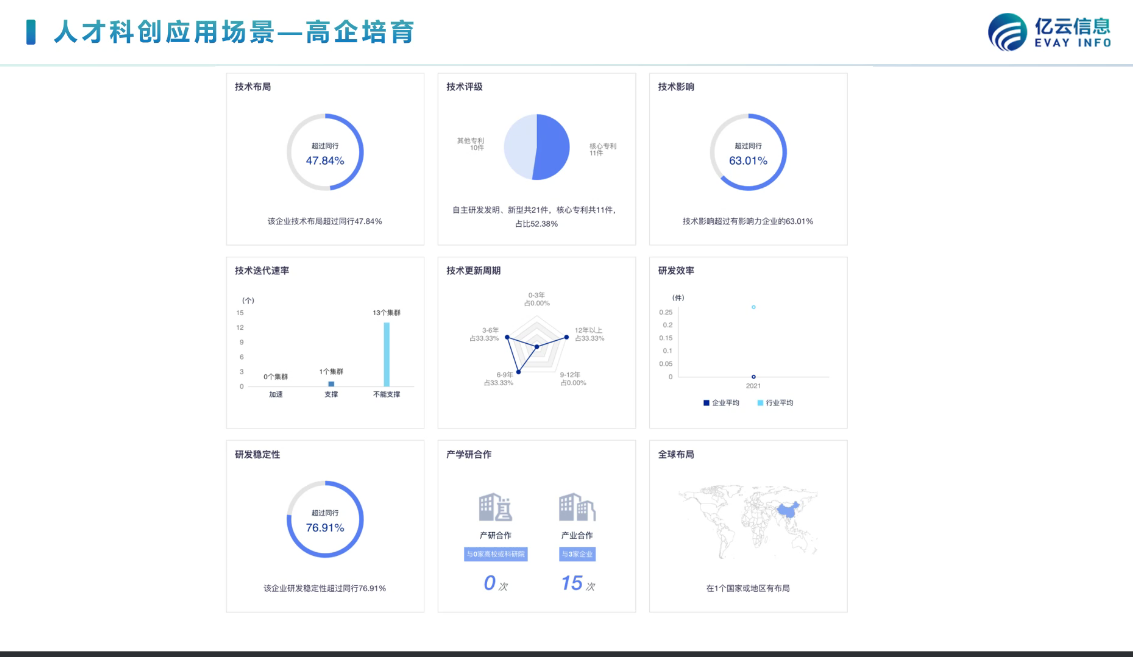 人才科创应用场景—高企培育
亿云信息
EVAY INFO
技术布局
超过同行
47.84%
该企业技术布局超过同行47.84%
技术评级
其他专利
10件
核心专利
11件
自主研发发明、新型共21件，核心专利共11件，
占比52.38%
技术影响
超过同行
63.01%
技术影响超过有影响力企业的63.01%
技术迭代速率
(个)
15
12
9
6
3
0
0个集群
1个集群
13个集群
加速
支撑
不能支撑
技术更新周期
0-3年
占0.00%
3-6年
占33.33%
12年以上
占33.33%
6-9年
占33.33%
9-12年
占0.00%
研发效率
(件)
0.25
0.2
0.15
0.1
0.05
0
2021
企业平均
行业平均
研发稳定性
超过同行
76.91%
该企业研发稳定性超过同行76.91%
产学研合作
产研合作
与0家高校或科研院
0 次
产业合作
与3家企业
15 次
全球布局
在1个国家或地区有布局